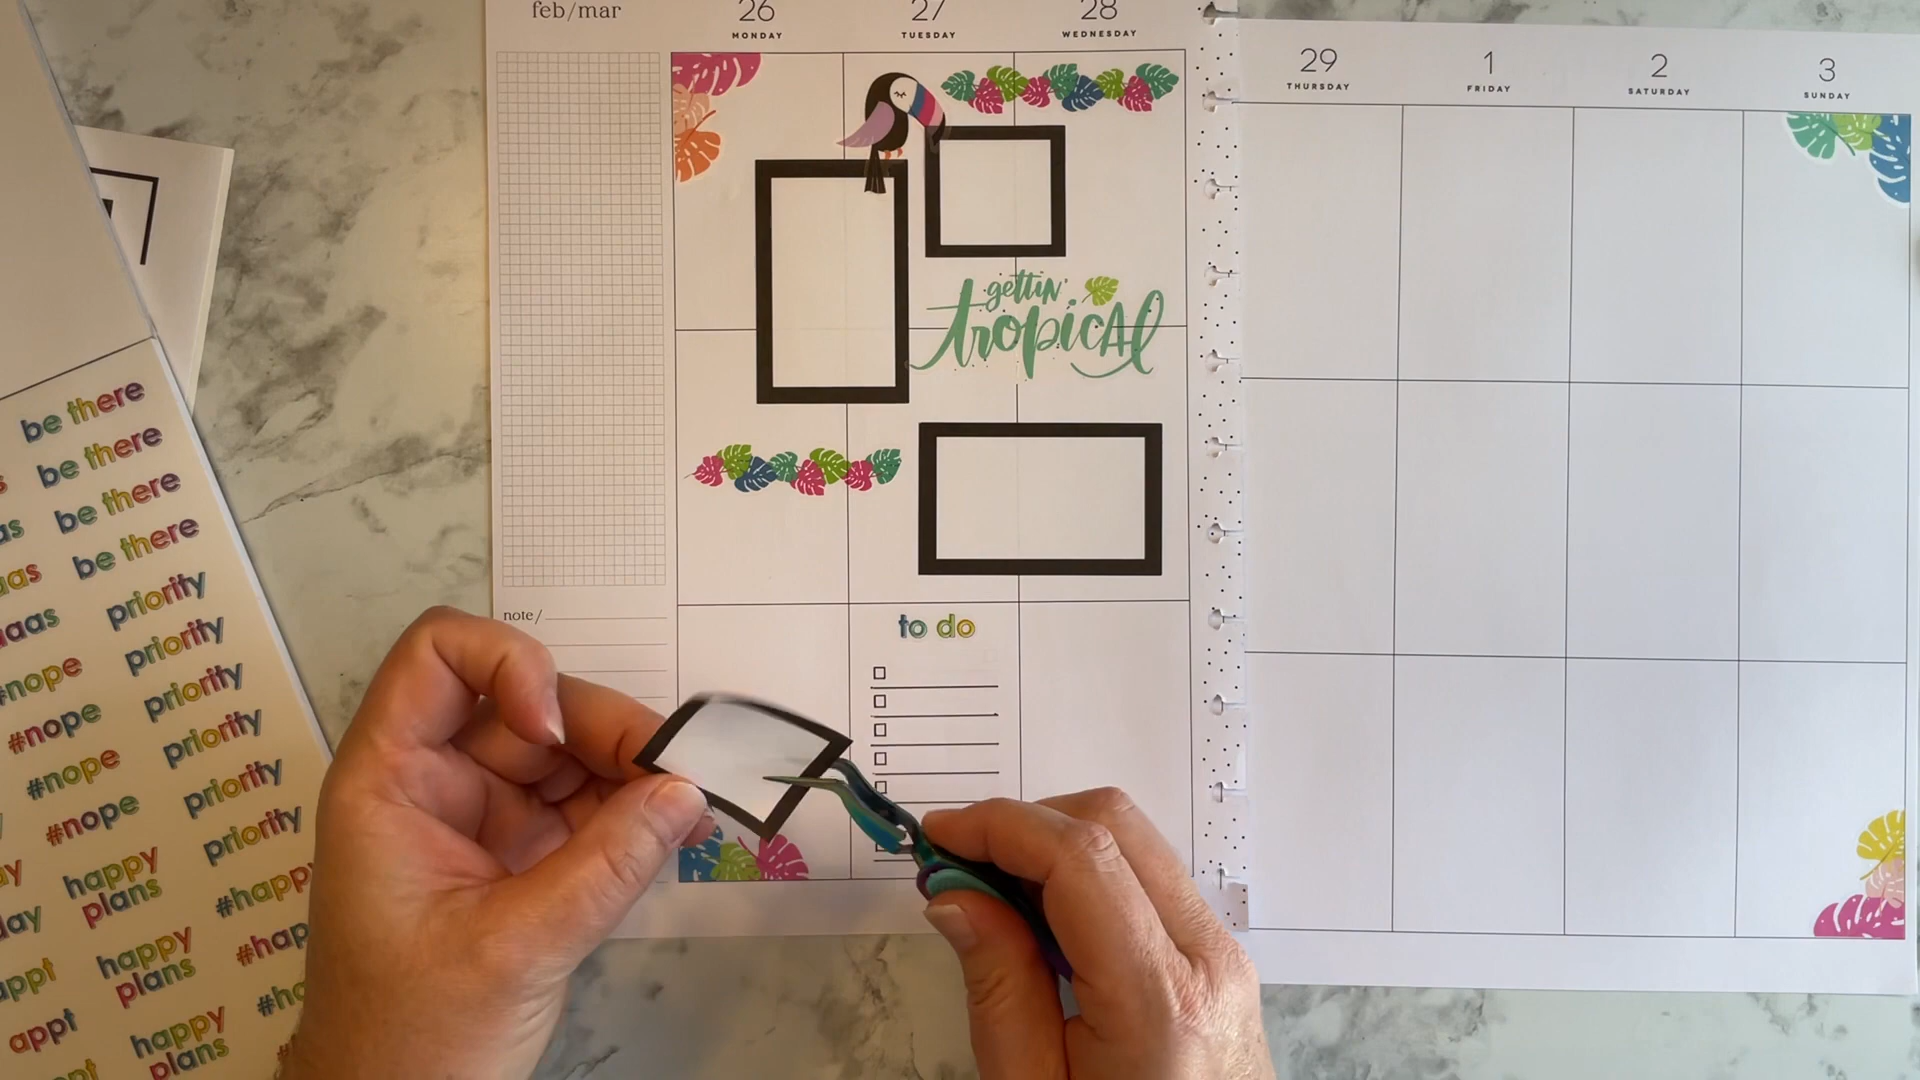 feb/mar
26
MONDAY
27
TUESDAY
28
WEDNESDAY
29
THURSDAY
1
FRIDAY
2
SATURDAY
3
SUNDAY
gettin'
tropical
note/
to do
be there
be there
be there
be there
priority
#nope
priority
#nope
priority
#nope
priority
#nope
priority
priority
happy
plans
#happy
happy
plans
appt
happy
plans